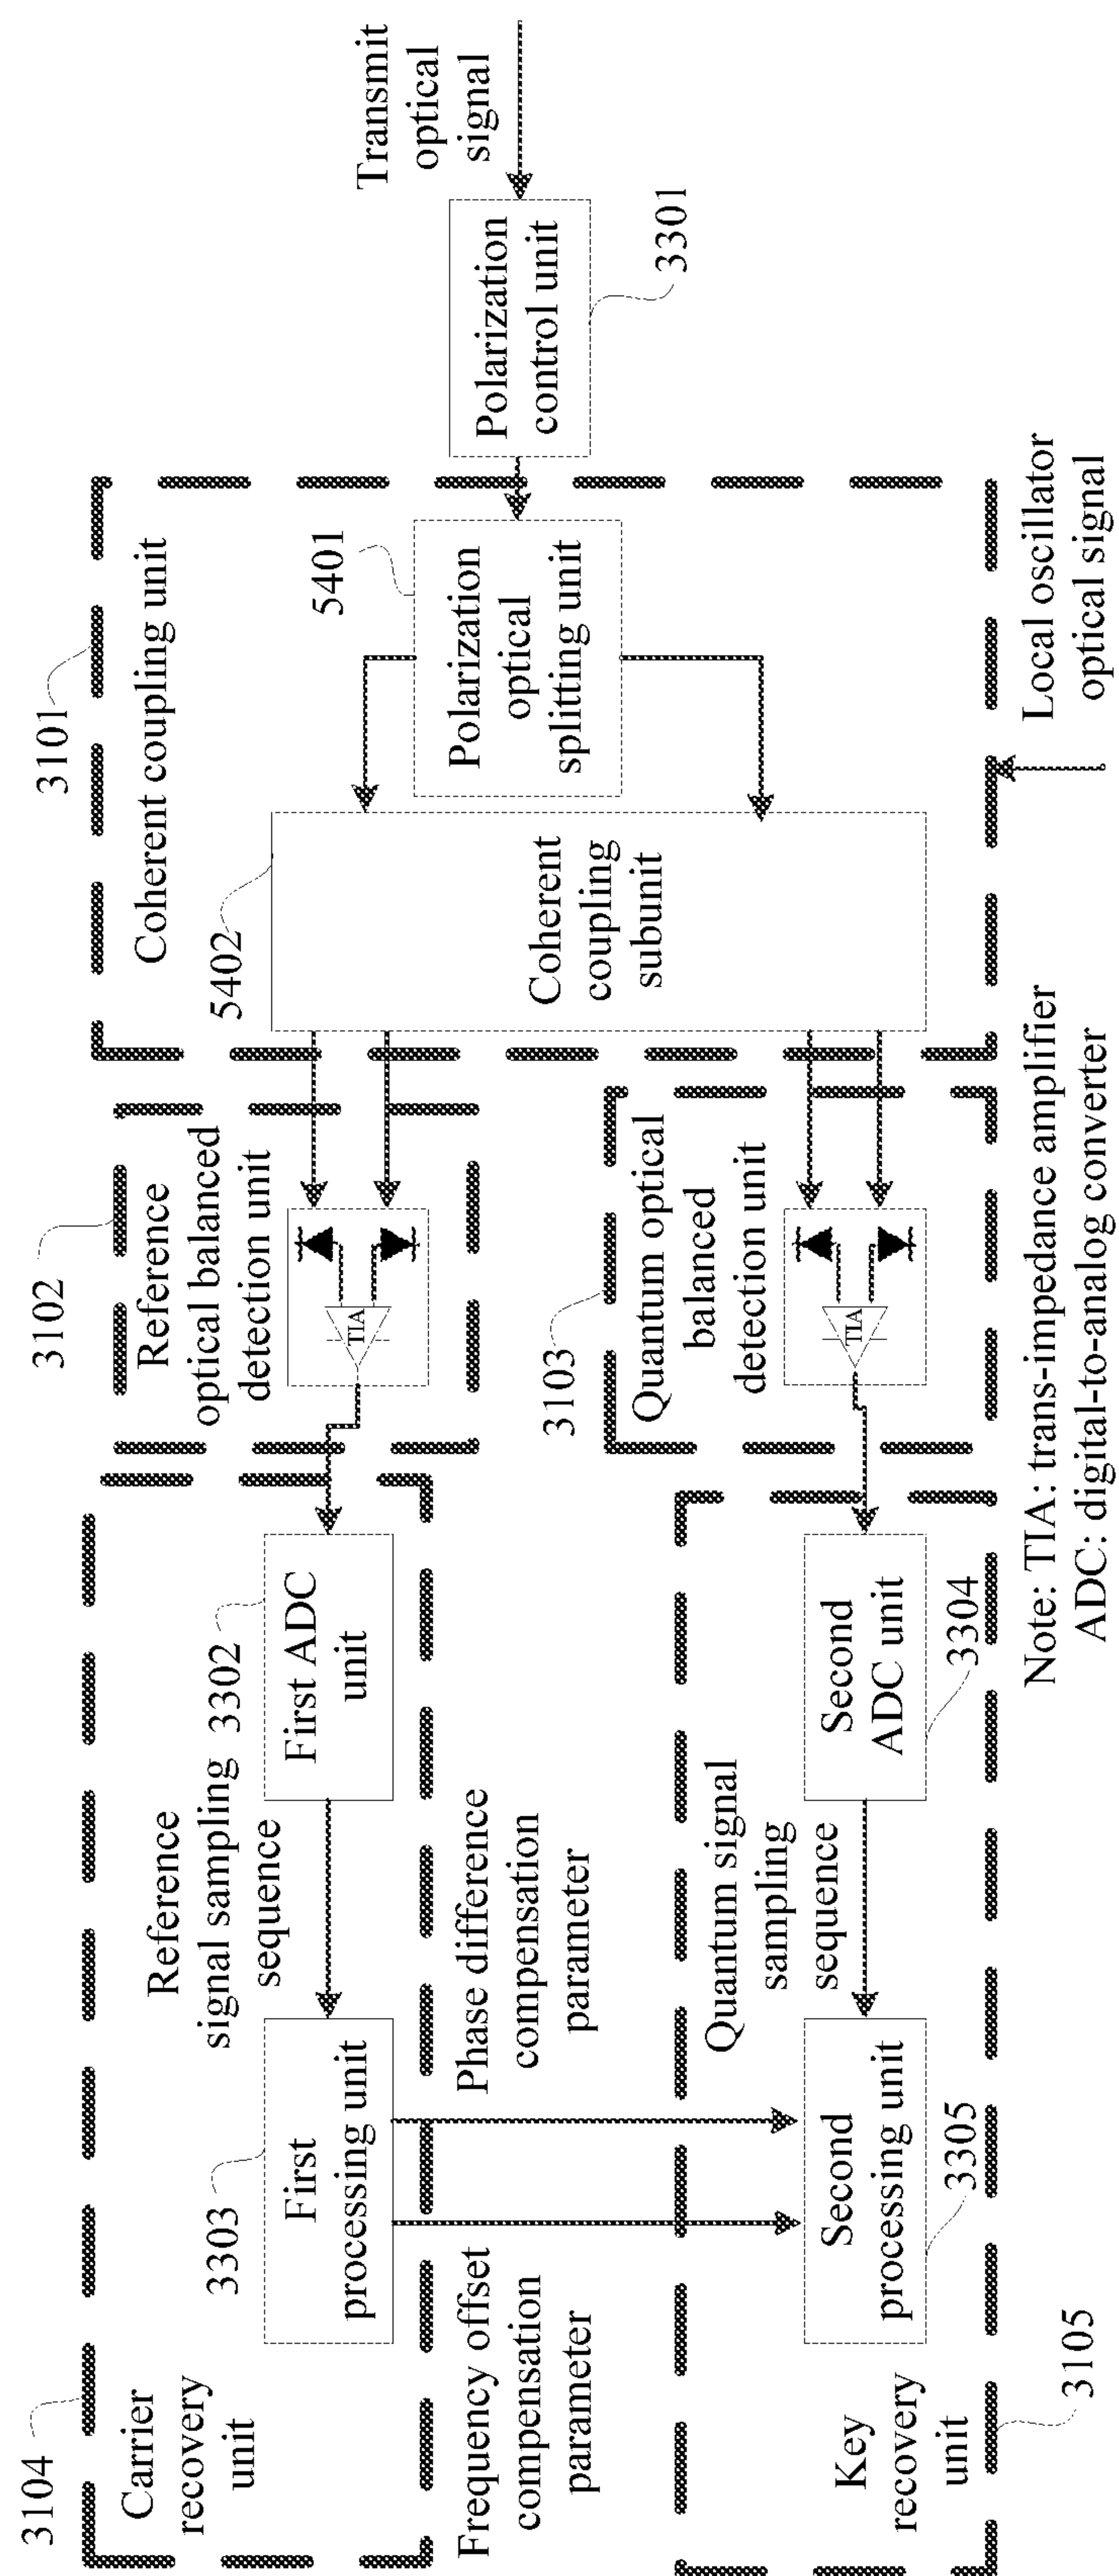 3104
Carrier
recovery
unit
3303
First
processing unit
Reference
signal sampling
sequence
3302
First ADC
unit
3102
Reference
optical balanced
detection unit
TIA
3101
Coherent coupling unit
5402
Coherent
coupling
subunit
5401
Polarization
optical
splitting unit
Polarization
control unit
3301
Transmit
optical
signal
Frequency offset
compensation
parameter
Phase difference
compensation
parameter
Key
recovery
unit
3105
Second
processing unit
3305
Quantum signal
sampling
sequence
Second
ADC unit
3304
3103
Quantum optical
balanced
detection unit
TIA
Local oscillator
optical signal
Note: TIA: trans-impedance amplifier
ADC: digital-to-analog converter